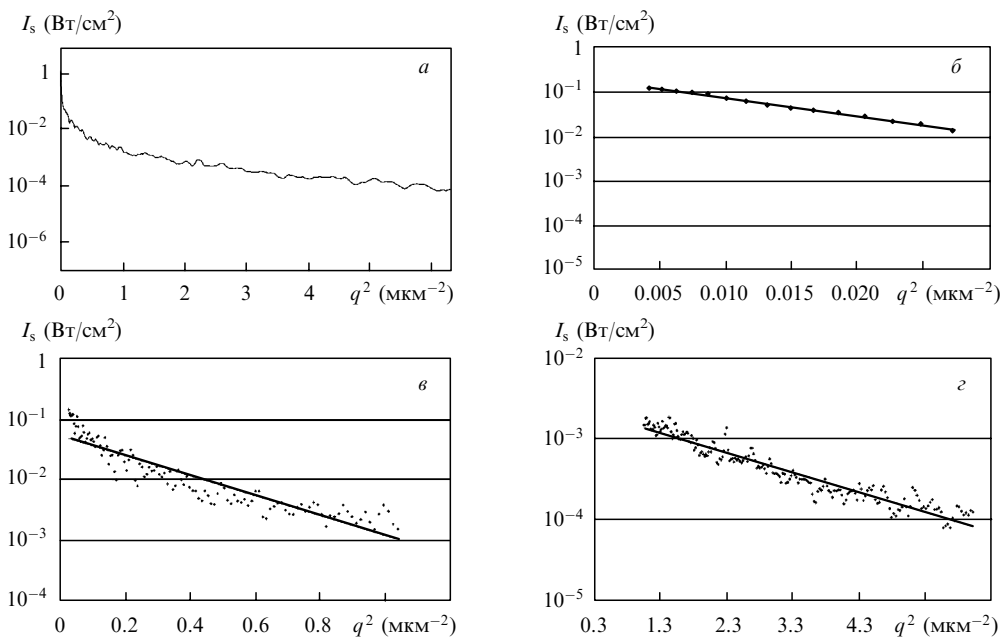 I_s (Вт/см²)
а
1
10⁻²
10⁻⁴
10⁻⁶
0 1 2 3 4 q² (мкм⁻²)
I_s (Вт/см²)
б
1
10⁻¹
10⁻²
10⁻³
10⁻⁴
10⁻⁵
0 0.005 0.010 0.015 0.020 q² (мкм⁻²)
I_s (Вт/см²)
в
1
10⁻¹
10⁻²
10⁻³
10⁻⁴
0 0.2 0.4 0.6 0.8 q² (мкм⁻²)
I_s (Вт/см²)
г
10⁻²
10⁻³
10⁻⁴
10⁻⁵
0.3 1.3 2.3 3.3 4.3 q² (мкм⁻²)